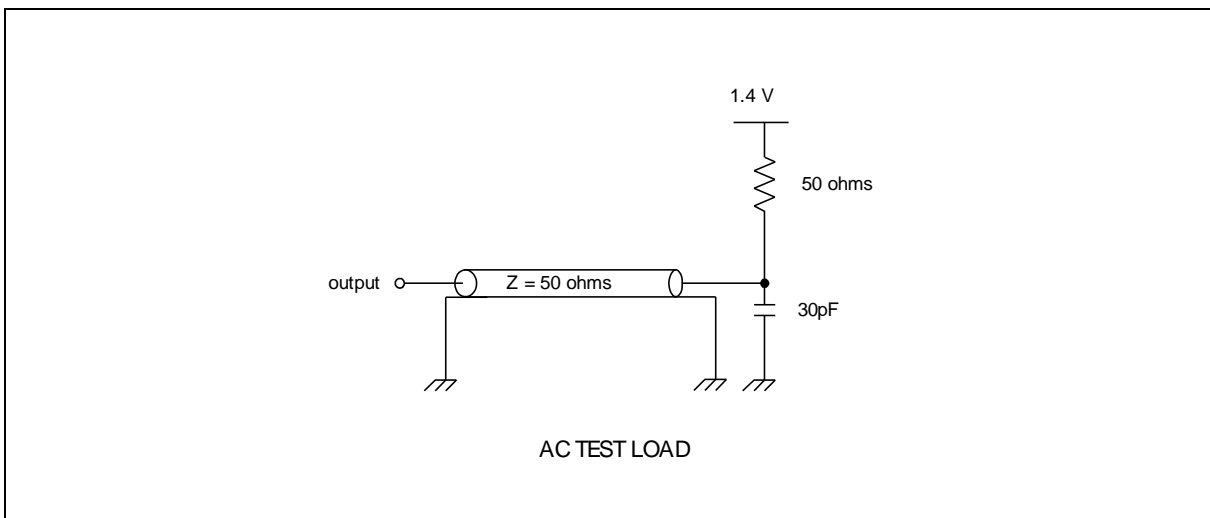 1.4 V
50 ohms
output
Z = 50 ohms
30pF
AC TEST LOAD